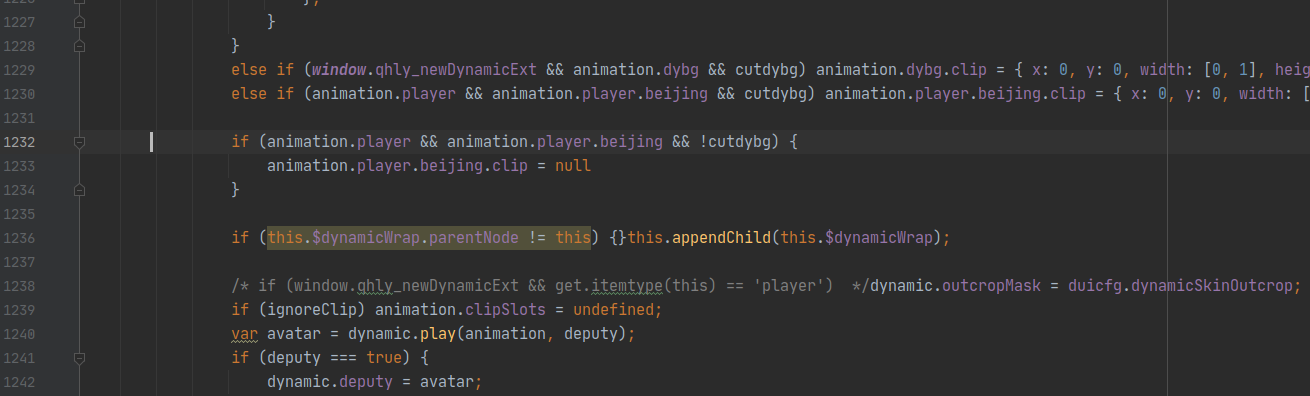 1226 };
1227 }
1228 }
1229 else if (window.qhly_newDynamicExt && animation.dybg && cutdybg) animation.dybg.clip = { x: 0, y: 0, width: [0, 1], heig
1230 else if (animation.player && animation.player.beijing && cutdybg) animation.player.beijing.clip = { x: 0, y: 0, width: [
1231
1232 if (animation.player && animation.player.beijing && !cutdybg) {
1233 animation.player.beijing.clip = null
1234 }
1235
1236 if (this.$dynamicWrap.parentNode != this) {}this.appendChild(this.$dynamicWrap);
1237
1238 /* if (window.qhly_newDynamicExt && get.itemtype(this) == 'player')  */dynamic.outcropMask = duicfg.dynamicSkinOutcrop;
1239 if (ignoreClip) animation.clipSlots = undefined;
1240 var avatar = dynamic.play(animation, deputy);
1241 if (deputy === true) {
1242 dynamic.deputy = avatar;